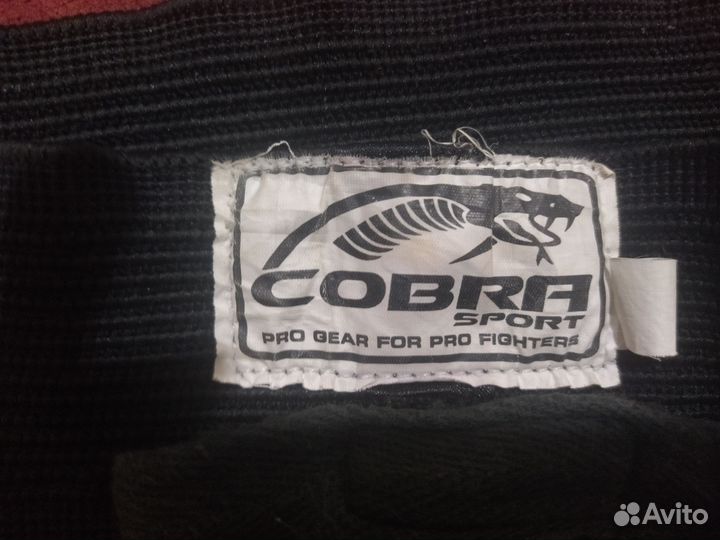 COBRA
SPORT
PRO GEAR FOR PRO FIGHTERS
Avito